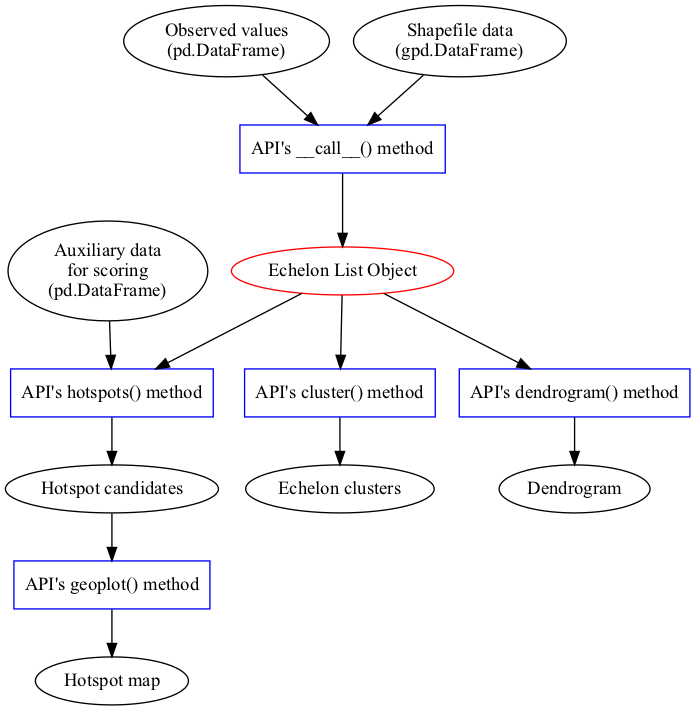 Observed values
(pd.DataFrame)
Shapefile data
(gpd.DataFrame)
API's __call__() method
Auxiliary data
for scoring
(pd.DataFrame)
Echelon List Object
API's hotspots() method
API's cluster() method
API's dendrogram() method
Hotspot candidates
Echelon clusters
Dendrogram
API's geoplot() method
Hotspot map